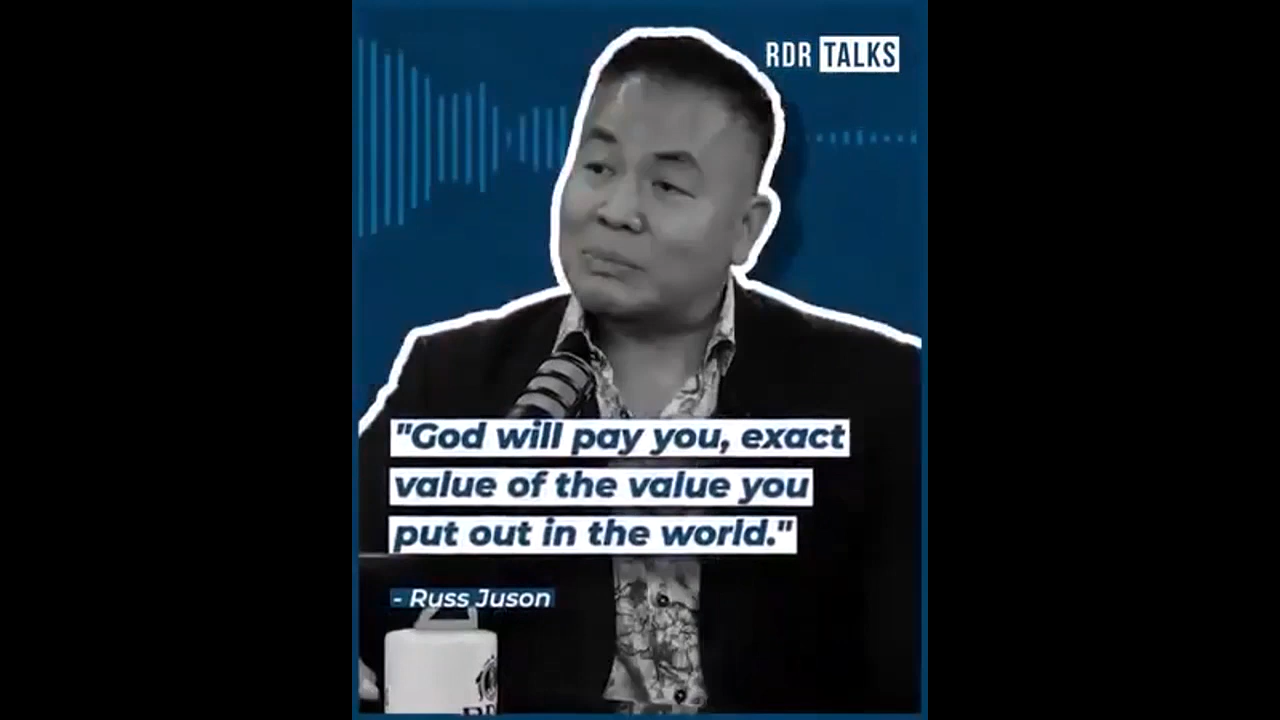 RDR TALKS
"God will pay you, exact
value of the value you
put out in the world."
- Russ Juson